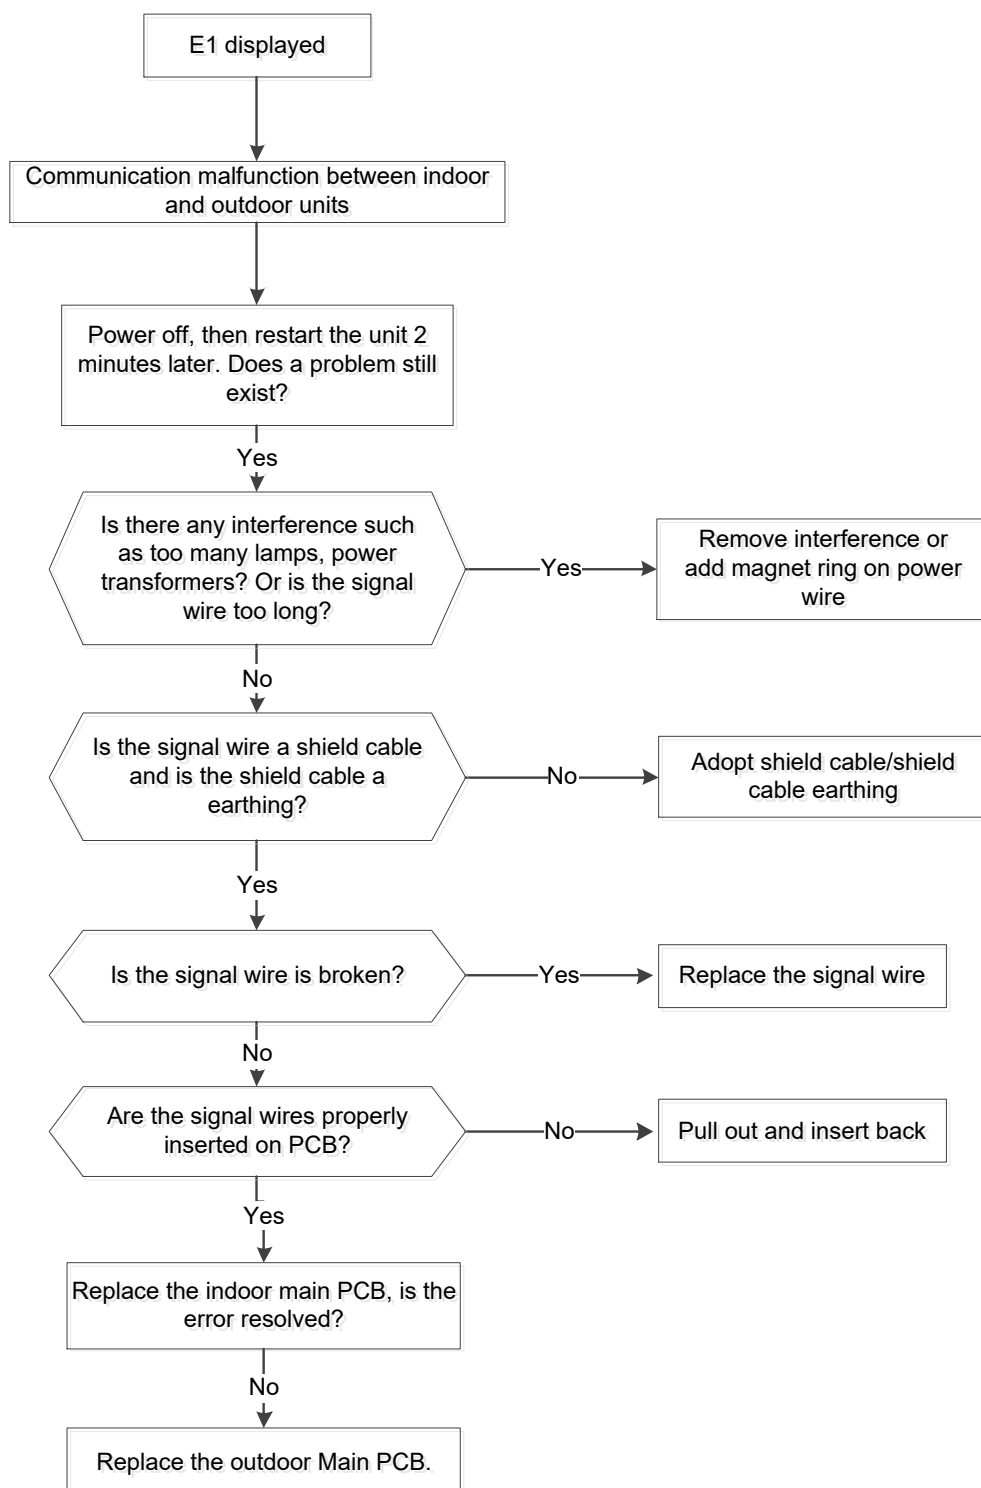 E1 displayed
Communication malfunction between indoor
and outdoor units
Power off, then restart the unit 2
minutes later. Does a problem still
exist?
Yes
Is there any interference such
as too many lamps, power
transformers? Or is the signal
wire too long?
Yes
Remove interference or
add magnet ring on power
wire
No
Is the signal wire a shield cable
and is the shield cable a
earthing?
No
Adopt shield cable/shield
cable earthing
Yes
Is the signal wire is broken?
Yes
Replace the signal wire
No
Are the signal wires properly
inserted on PCB?
No
Pull out and insert back
Yes
Replace the indoor main PCB, is the
error resolved?
No
Replace the outdoor Main PCB.